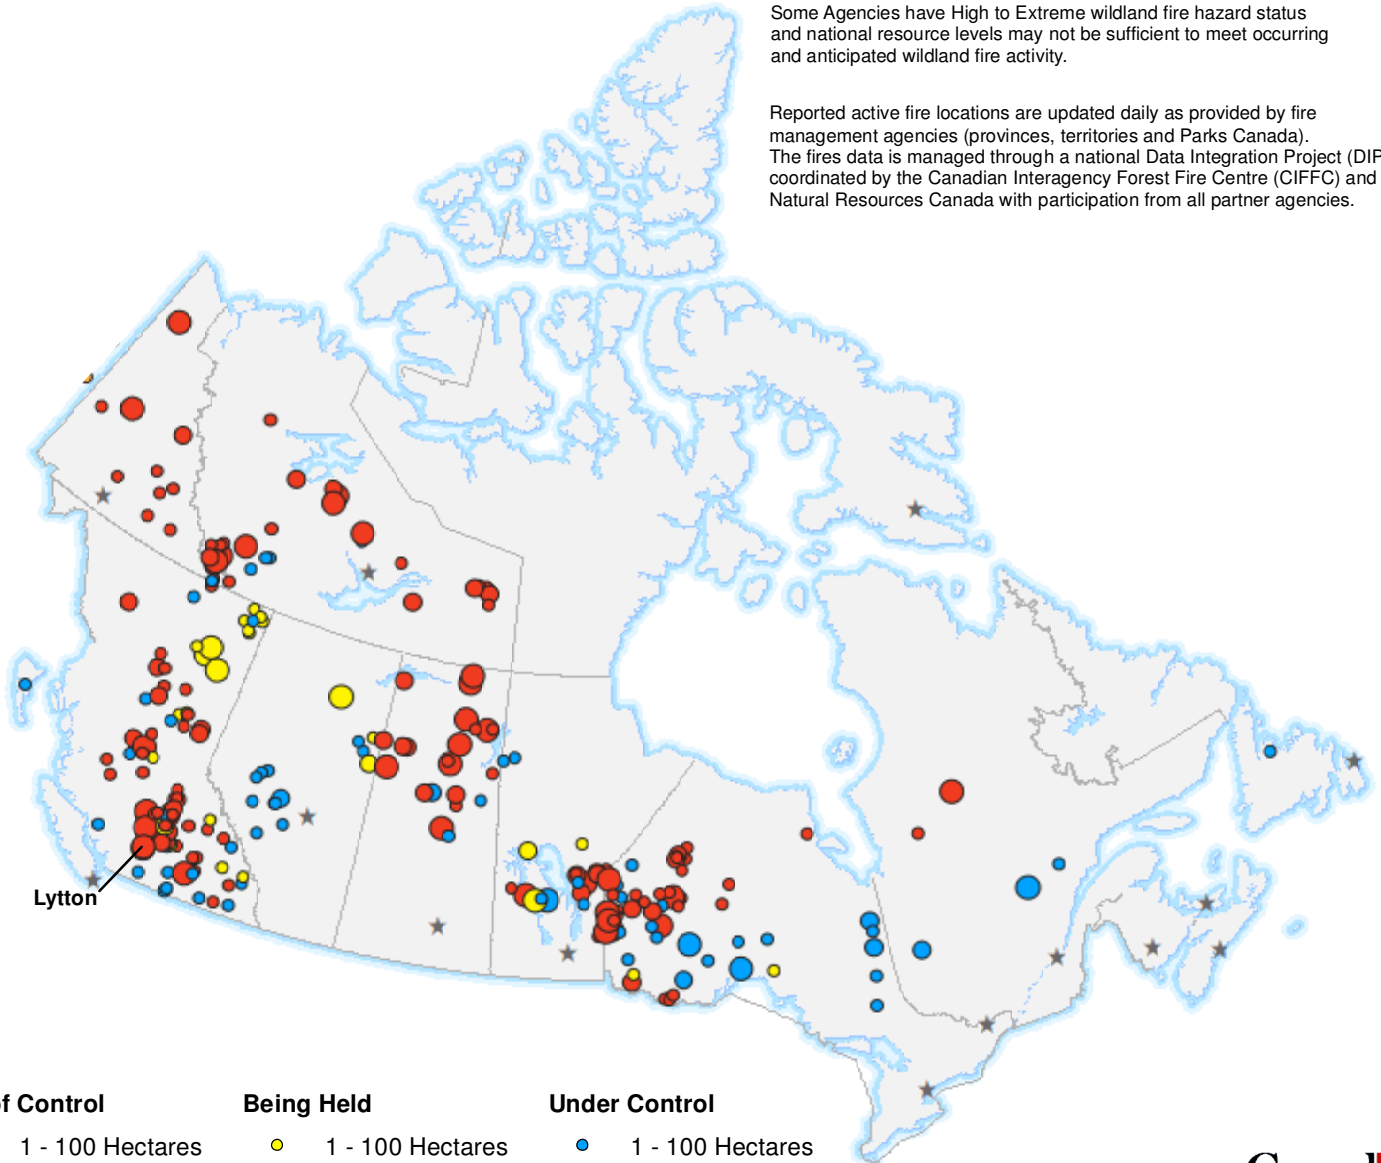 Some Agencies have High to Extreme wildland fire hazard status
and national resource levels may not be sufficient to meet occurring
and anticipated wildland fire activity.
Reported active fire locations are updated daily as provided by fire
management agencies (provinces, territories and Parks Canada).
The fires data is managed through a national Data Integration Project (DIP
coordinated by the Canadian Interagency Forest Fire Centre (CIFFC) and
Natural Resources Canada with participation from all partner agencies.
Lytton
f Control Being Held Under Control
1 - 100 Hectares 1 - 100 Hectares 1 - 100 Hectares